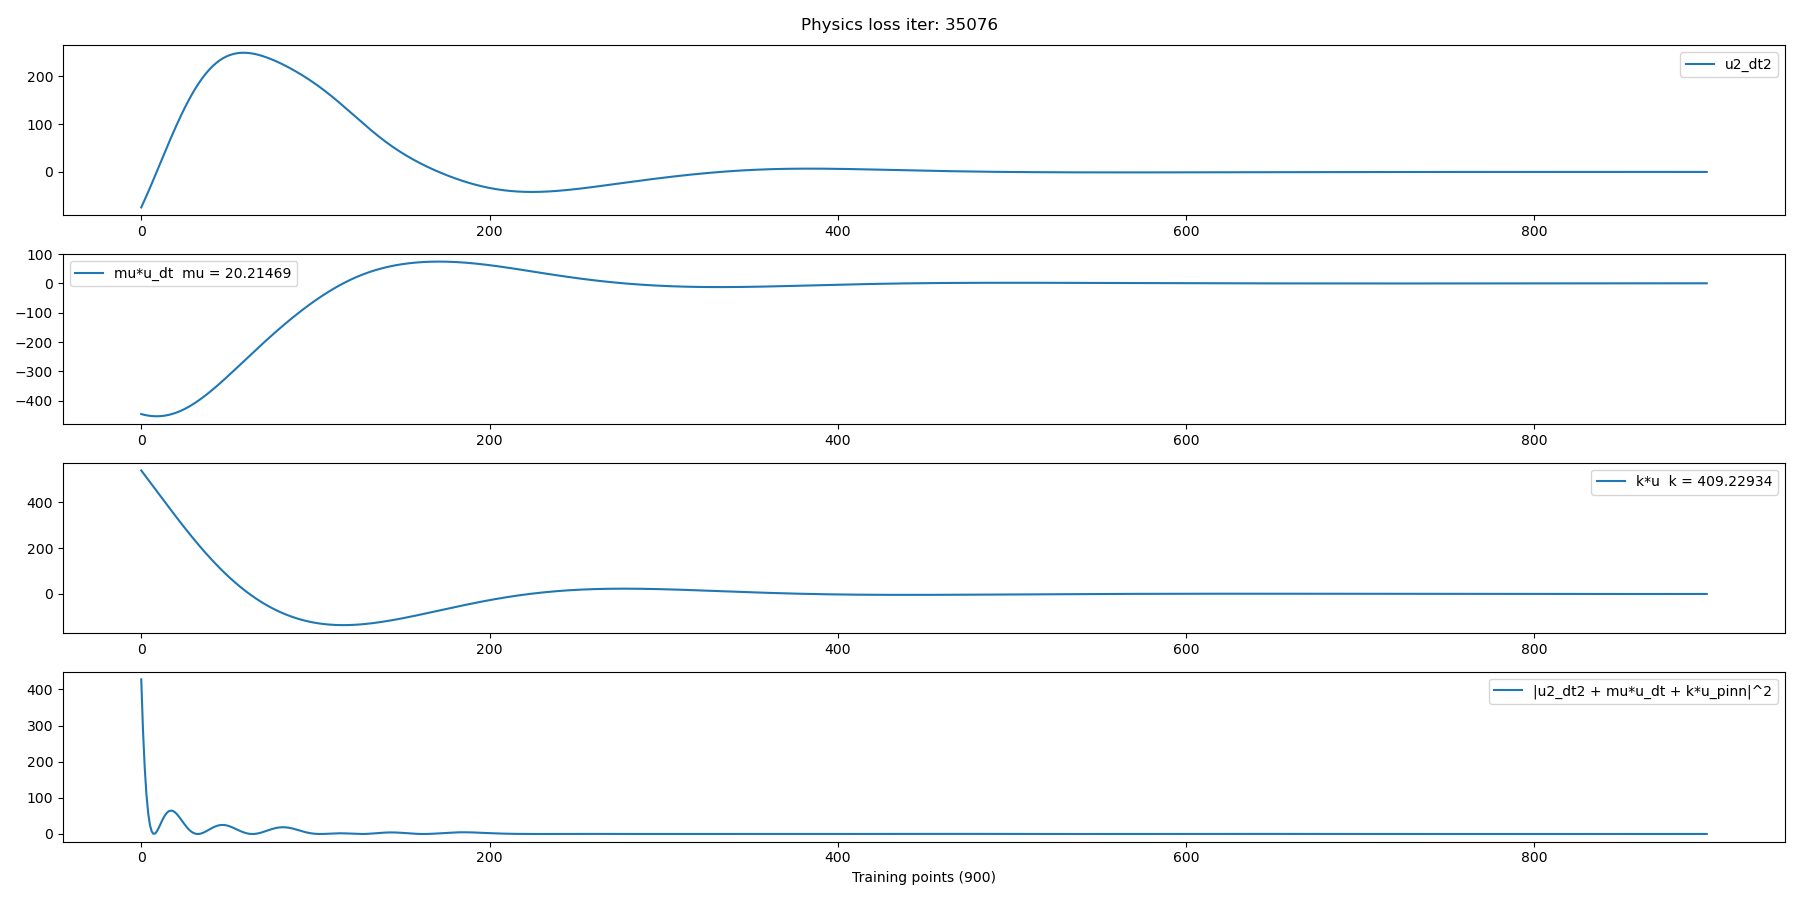 Physics loss iter: 35076
u2_dt2
200
100
0
0 200 400 600 800
mu*u_dt  mu = 20.21469
100
0
−100
−200
−300
−400
0 200 400 600 800
k*u  k = 409.22934
400
200
0
0 200 400 600 800
|u2_dt2 + mu*u_dt + k*u_pinn|^2
400
300
200
100
0
0 200 400 600 800
Training points (900)